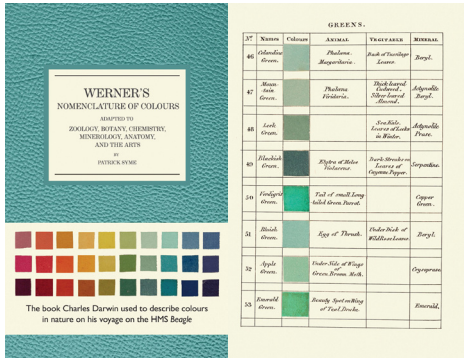 WERNER'S
NOMENCLATURE OF COLOURS
ADAPTED TO
ZOOLOGY, BOTANY, CHEMISTRY,
MINERALOGY, ANATOMY,
AND THE ARTS
BY
PATRICK SYME
The book Charles Darwin used to describe colours
in nature on his voyage on the HMS Beagle
GREENS.
Nº Names Colours ANIMAL VEGETABLE MINERAL
46 Celandine Green. Phalæna Margaritaria. Back of Tussilage Leaves. Beryl.
47 Mountain Green. Phalæna Viridaria. Thick leaved Cudweed, Silver leaved Almond. Actynolite Beryl.
48 Leek Green. Sea Kale, Leaves of Leeks in Winter. Actynolite Prase.
49 Blackish Green. Elytra of Meloe Violaceus. Dark Streaks on Leaves of Cayenne Pepper. Serpentine.
50 Verdigris Green. Tail of small Long-tailed Green Parrot. Copper Green.
51 Bluish Green. Egg of Thrush. Under Disk of Wild Rose Leaves. Beryl.
52 Apple Green. Under Side of Wings of Green Broom Moth. Crysoprase.
53 Emerald Green. Beauty Spot on Wing of Teal Drake. Emerald.